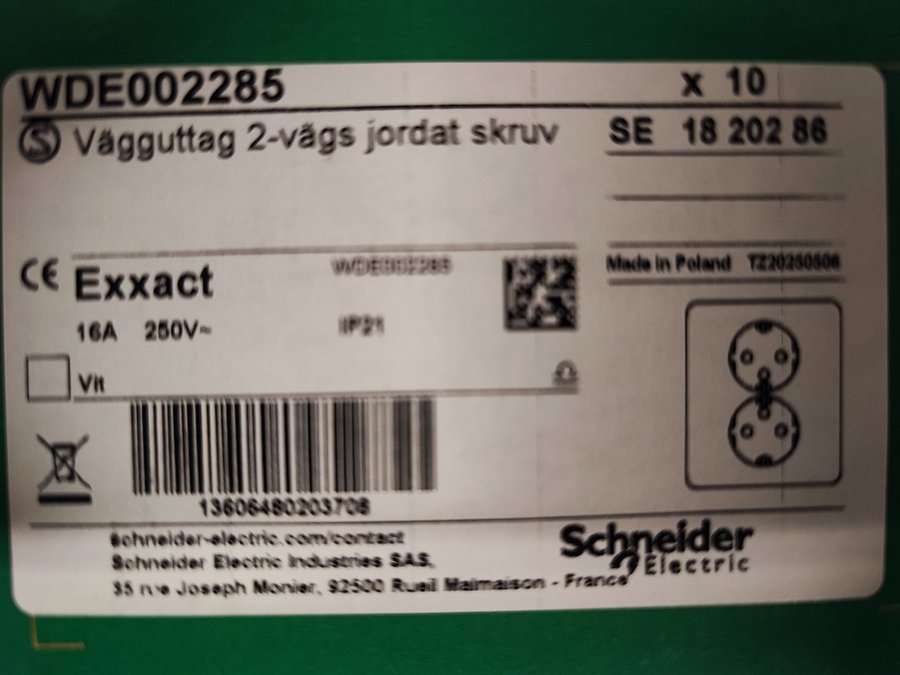 WDE002285
x 10
S Vägguttag 2-vägs jordat skruv
SE 18 202 86
CE Exxact
WDE002285
Made in Poland TZ20250506
16A 250V~ IP21
Vit
13606480203708
schneider-electric.com/contact
Schneider Electric Industries SAS,
35 rue Joseph Monier, 92500 Rueil Malmaison - France
Schneider
Electric